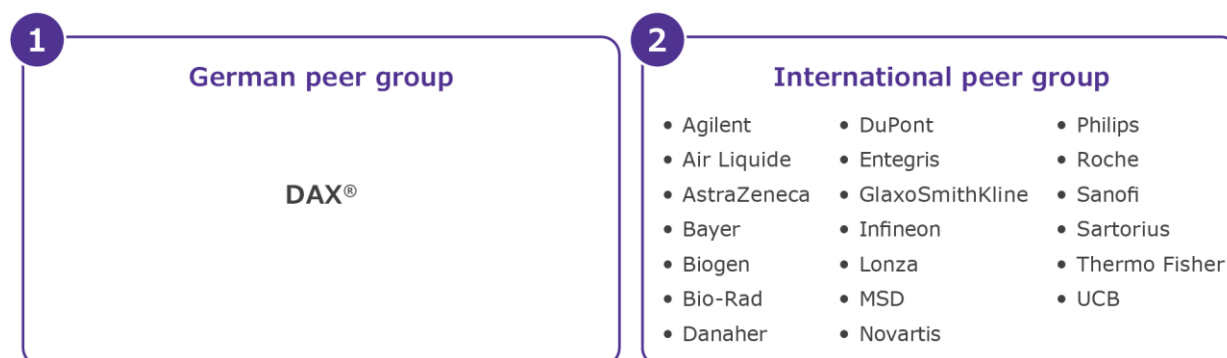 1
German peer group
DAX®
2
International peer group
• Agilent
• Air Liquide
• AstraZeneca
• Bayer
• Biogen
• Bio-Rad
• Danaher
• DuPont
• Entegris
• GlaxoSmithKline
• Infineon
• Lonza
• MSD
• Novartis
• Philips
• Roche
• Sanofi
• Sartorius
• Thermo Fisher
• UCB